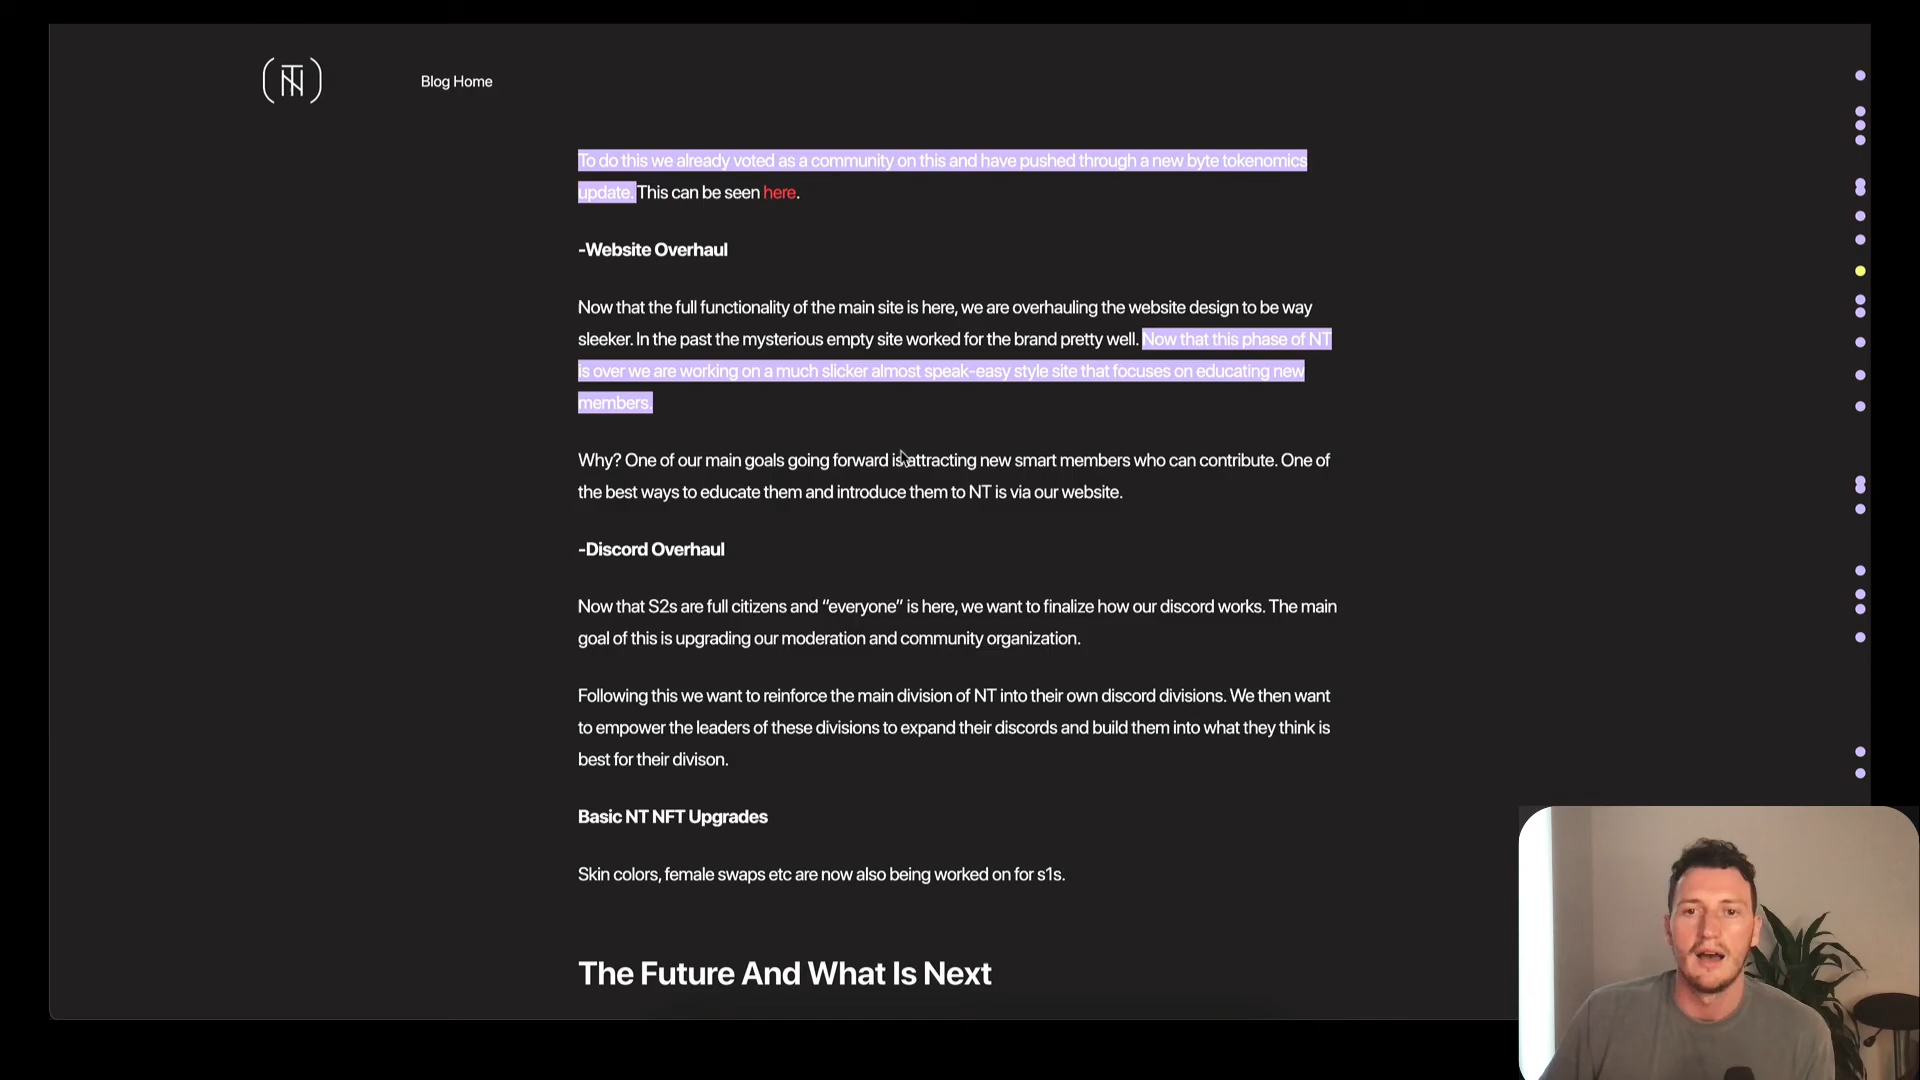 Blog Home
To do this we already voted as a community on this and have pushed through a new byte tokenomics
update. This can be seen here.
-Website Overhaul
Now that the full functionality of the main site is here, we are overhauling the website design to be way
sleeker. In the past the mysterious empty site worked for the brand pretty well. Now that this phase of NT
is over we are working on a much slicker almost speak-easy style site that focuses on educating new
members.
Why? One of our main goals going forward is attracting new smart members who can contribute. One of
the best ways to educate them and introduce them to NT is via our website.
-Discord Overhaul
Now that S2s are full citizens and “everyone” is here, we want to finalize how our discord works. The main
goal of this is upgrading our moderation and community organization.
Following this we want to reinforce the main division of NT into their own discord divisions. We then want
to empower the leaders of these divisions to expand their discords and build them into what they think is
best for their divison.
Basic NT NFT Upgrades
Skin colors, female swaps etc are now also being worked on for s1s.
The Future And What Is Next